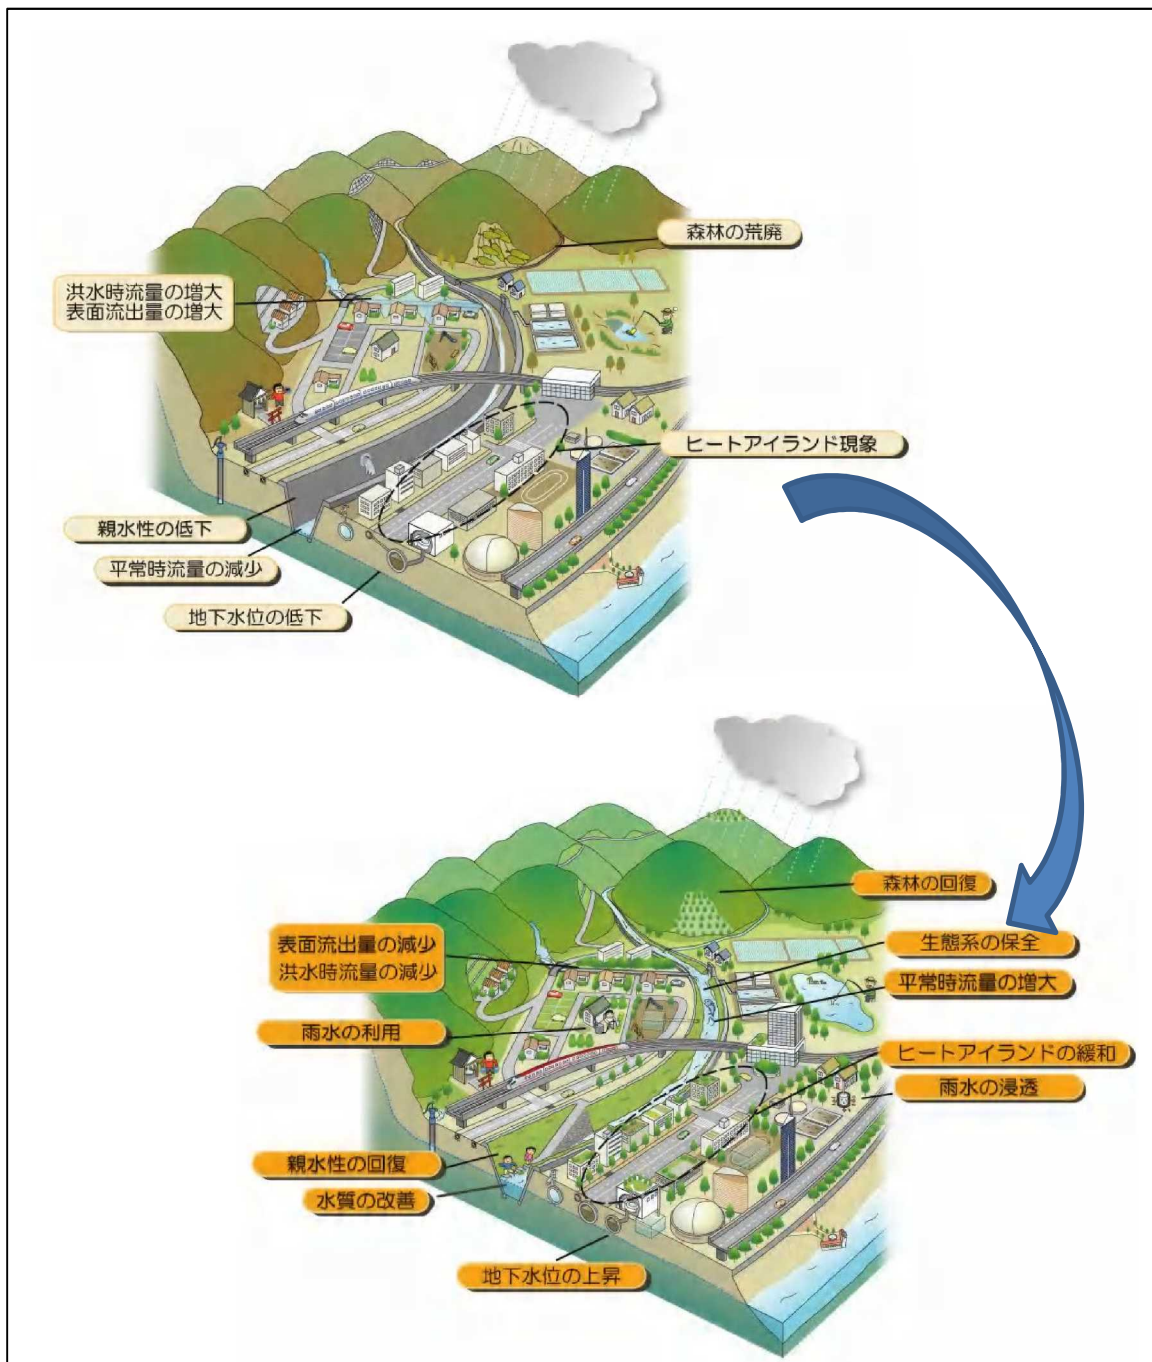 森林の荒廃
洪水時流量の増大
表面流出量の増大
ヒートアイランド現象
親水性の低下
平常時流量の減少
地下水位の低下
森林の回復
表面流出量の減少
洪水時流量の減少
生態系の保全
平常時流量の増大
雨水の利用
ヒートアイランドの緩和
雨水の浸透
親水性の回復
水質の改善
地下水位の上昇